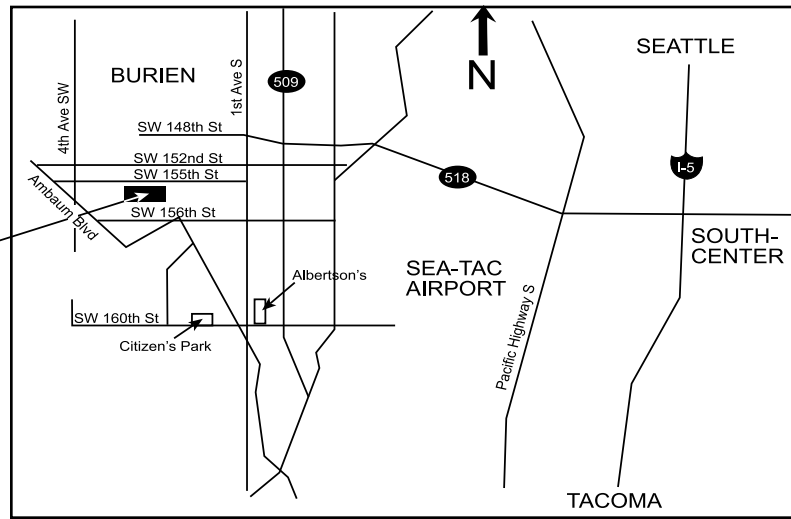 SEATTLE
BURIEN
N
4th Ave SW
1st Ave S
509
SW 148th St
SW 152nd St
SW 155th St
518
I-5
Ambaum Blvd
SW 156th St
SOUTH-
CENTER
SEA-TAC
AIRPORT
Albertson's
Pacific Highway S
SW 160th St
Citizen's Park
TACOMA